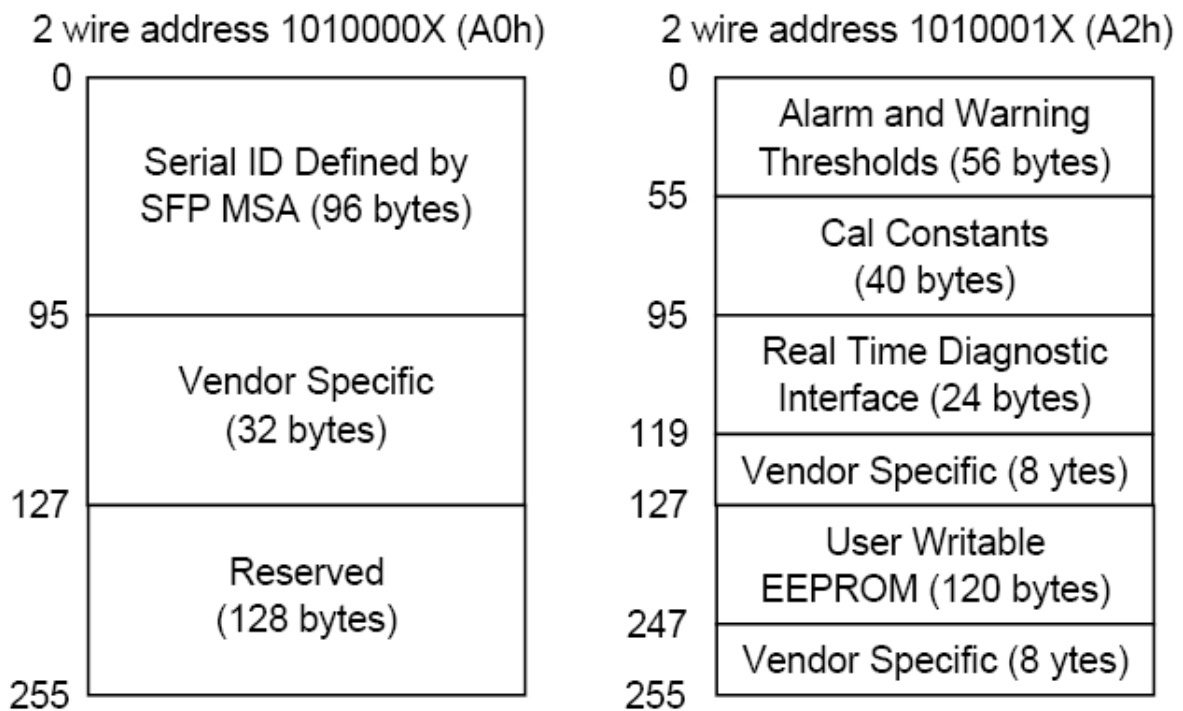 2 wire address 1010000X (A0h)
0
Serial ID Defined by
SFP MSA (96 bytes)
95
Vendor Specific
(32 bytes)
127
Reserved
(128 bytes)
255
2 wire address 1010001X (A2h)
0
Alarm and Warning
Thresholds (56 bytes)
55
Cal Constants
(40 bytes)
95
Real Time Diagnostic
Interface (24 bytes)
119
Vendor Specific (8 ytes)
127
User Writable
EEPROM (120 bytes)
247
Vendor Specific (8 ytes)
255